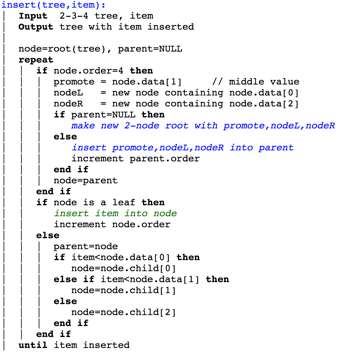 insert(tree,item):
| Input 2-3-4 tree, item
| Output tree with item inserted
|
| node=root(tree), parent=NULL
| repeat
| | if node.order=4 then
| | | promote = node.data[1] // middle value
| | | nodeL = new node containing node.data[0]
| | | nodeR = new node containing node.data[2]
| | | if parent=NULL then
| | | make new 2-node root with promote,nodeL,nodeR
| | | else
| | | | insert promote,nodeL,nodeR into parent
| | | | increment parent.order
| | | end if
| | | node=parent
| | end if
| | if node is a leaf then
| | | insert item into node
| | | increment node.order
| | else
| | | parent=node
| | | if item<node.data[0] then
| | | node=node.child[0]
| | | else if item<node.data[1] then
| | | node=node.child[1]
| | | else
| | | node=node.child[2]
| | | end if
| | end if
| until item inserted